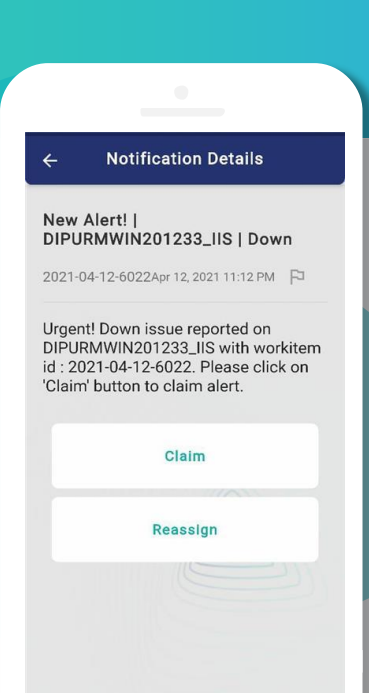 Notification Details
New Alert! |
DIPURMWIN201233_IIS | Down
2021-04-12-6022Apr 12, 2021 11:12 PM
Urgent! Down issue reported on
DIPURMWIN201233_IIS with workitem
id : 2021-04-12-6022. Please click on
'Claim' button to claim alert.
Claim
Reassign